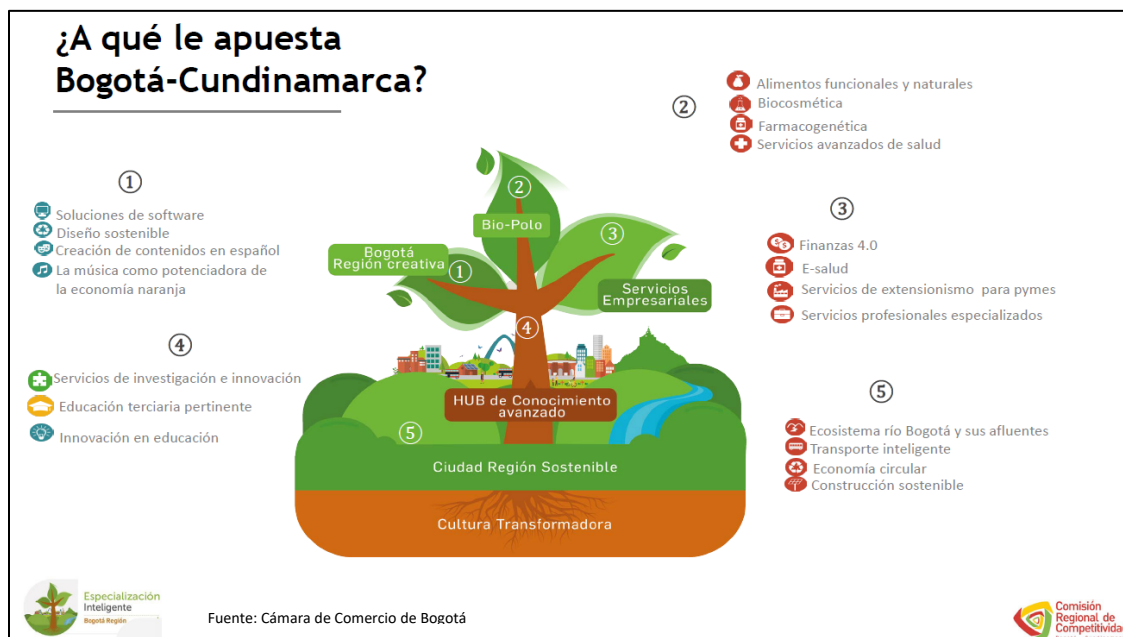 ¿A qué le apuesta
Bogotá-Cundinamarca?
①
Soluciones de software
Diseño sostenible
Creación de contenidos en español
La música como potenciadora de
la economía naranja
④
Servicios de investigación e innovación
Educación terciaria pertinente
Innovación en educación
②
Bio-Polo
Bogotá
Región creativa
①
③
Servicios
Empresariales
④
HUB de Conocimiento
avanzado
⑤
Ciudad Región Sostenible
Cultura Transformadora
②
Alimentos funcionales y naturales
Biocosmética
Farmacogenética
Servicios avanzados de salud
③
Finanzas 4.0
E-salud
Servicios de extensionismo para pymes
Servicios profesionales especializados
⑤
Ecosistema río Bogotá y sus afluentes
Transporte inteligente
Economía circular
Construcción sostenible
Especialización
Inteligente
Bogotá Región
Fuente: Cámara de Comercio de Bogotá
Comisión
Regional de
Competitividad